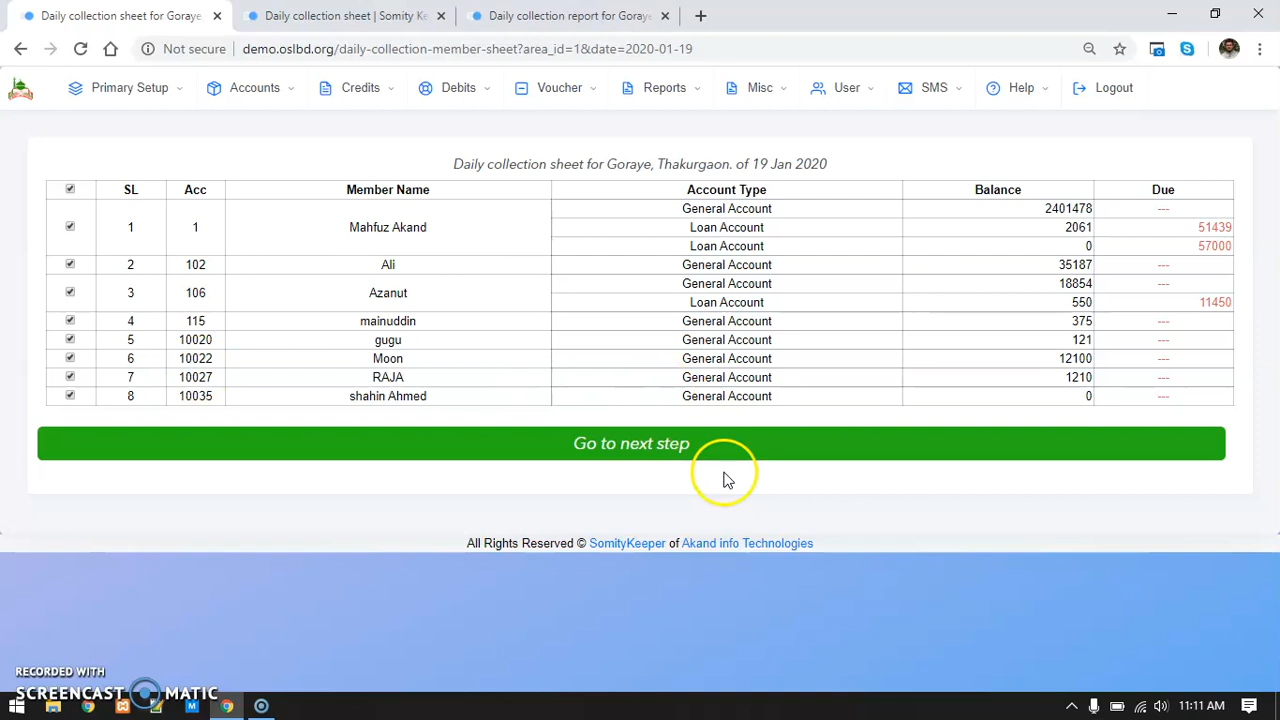 Daily collection sheet for Goraye
Daily collection sheet | Somity Ke
Daily collection report for Goraye
Not secure | demo.oslbd.org/daily-collection-member-sheet?area_id=1&date=2020-01-19
Primary Setup Accounts Credits Debits Voucher Reports Misc User SMS Help Logout
Daily collection sheet for Goraye, Thakurgaon. of 19 Jan 2020
SL Acc Member Name Account Type Balance Due
General Account 2401478 ---
1 1 Mahfuz Akand Loan Account 2061 51439
Loan Account 0 57000
2 102 Ali General Account 35187 ---
General Account 18854 ---
3 106 Azanut
Loan Account 550 11450
4 115 mainuddin General Account 375 ---
5 10020 gugu General Account 121 ---
6 10022 Moon General Account 12100 ---
7 10027 RAJA General Account 1210 ---
8 10035 shahin Ahmed General Account 0 ---
Go to next step
All Rights Reserved © SomityKeeper of Akand info Technologies
RECORDED WITH
SCREENCAST MATIC
11:11 AM